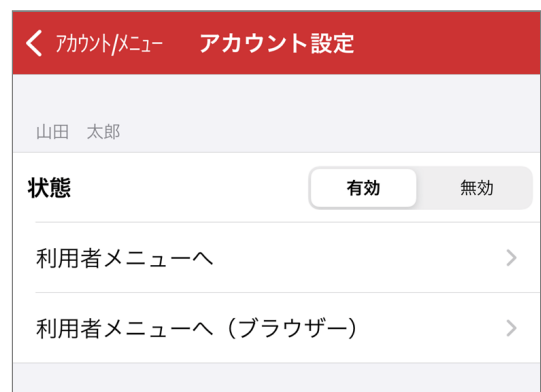 アカウント/メニュー アカウント設定
山田　太郎
状態 有効 無効
利用者メニューへ
利用者メニューへ（ブラウザー）